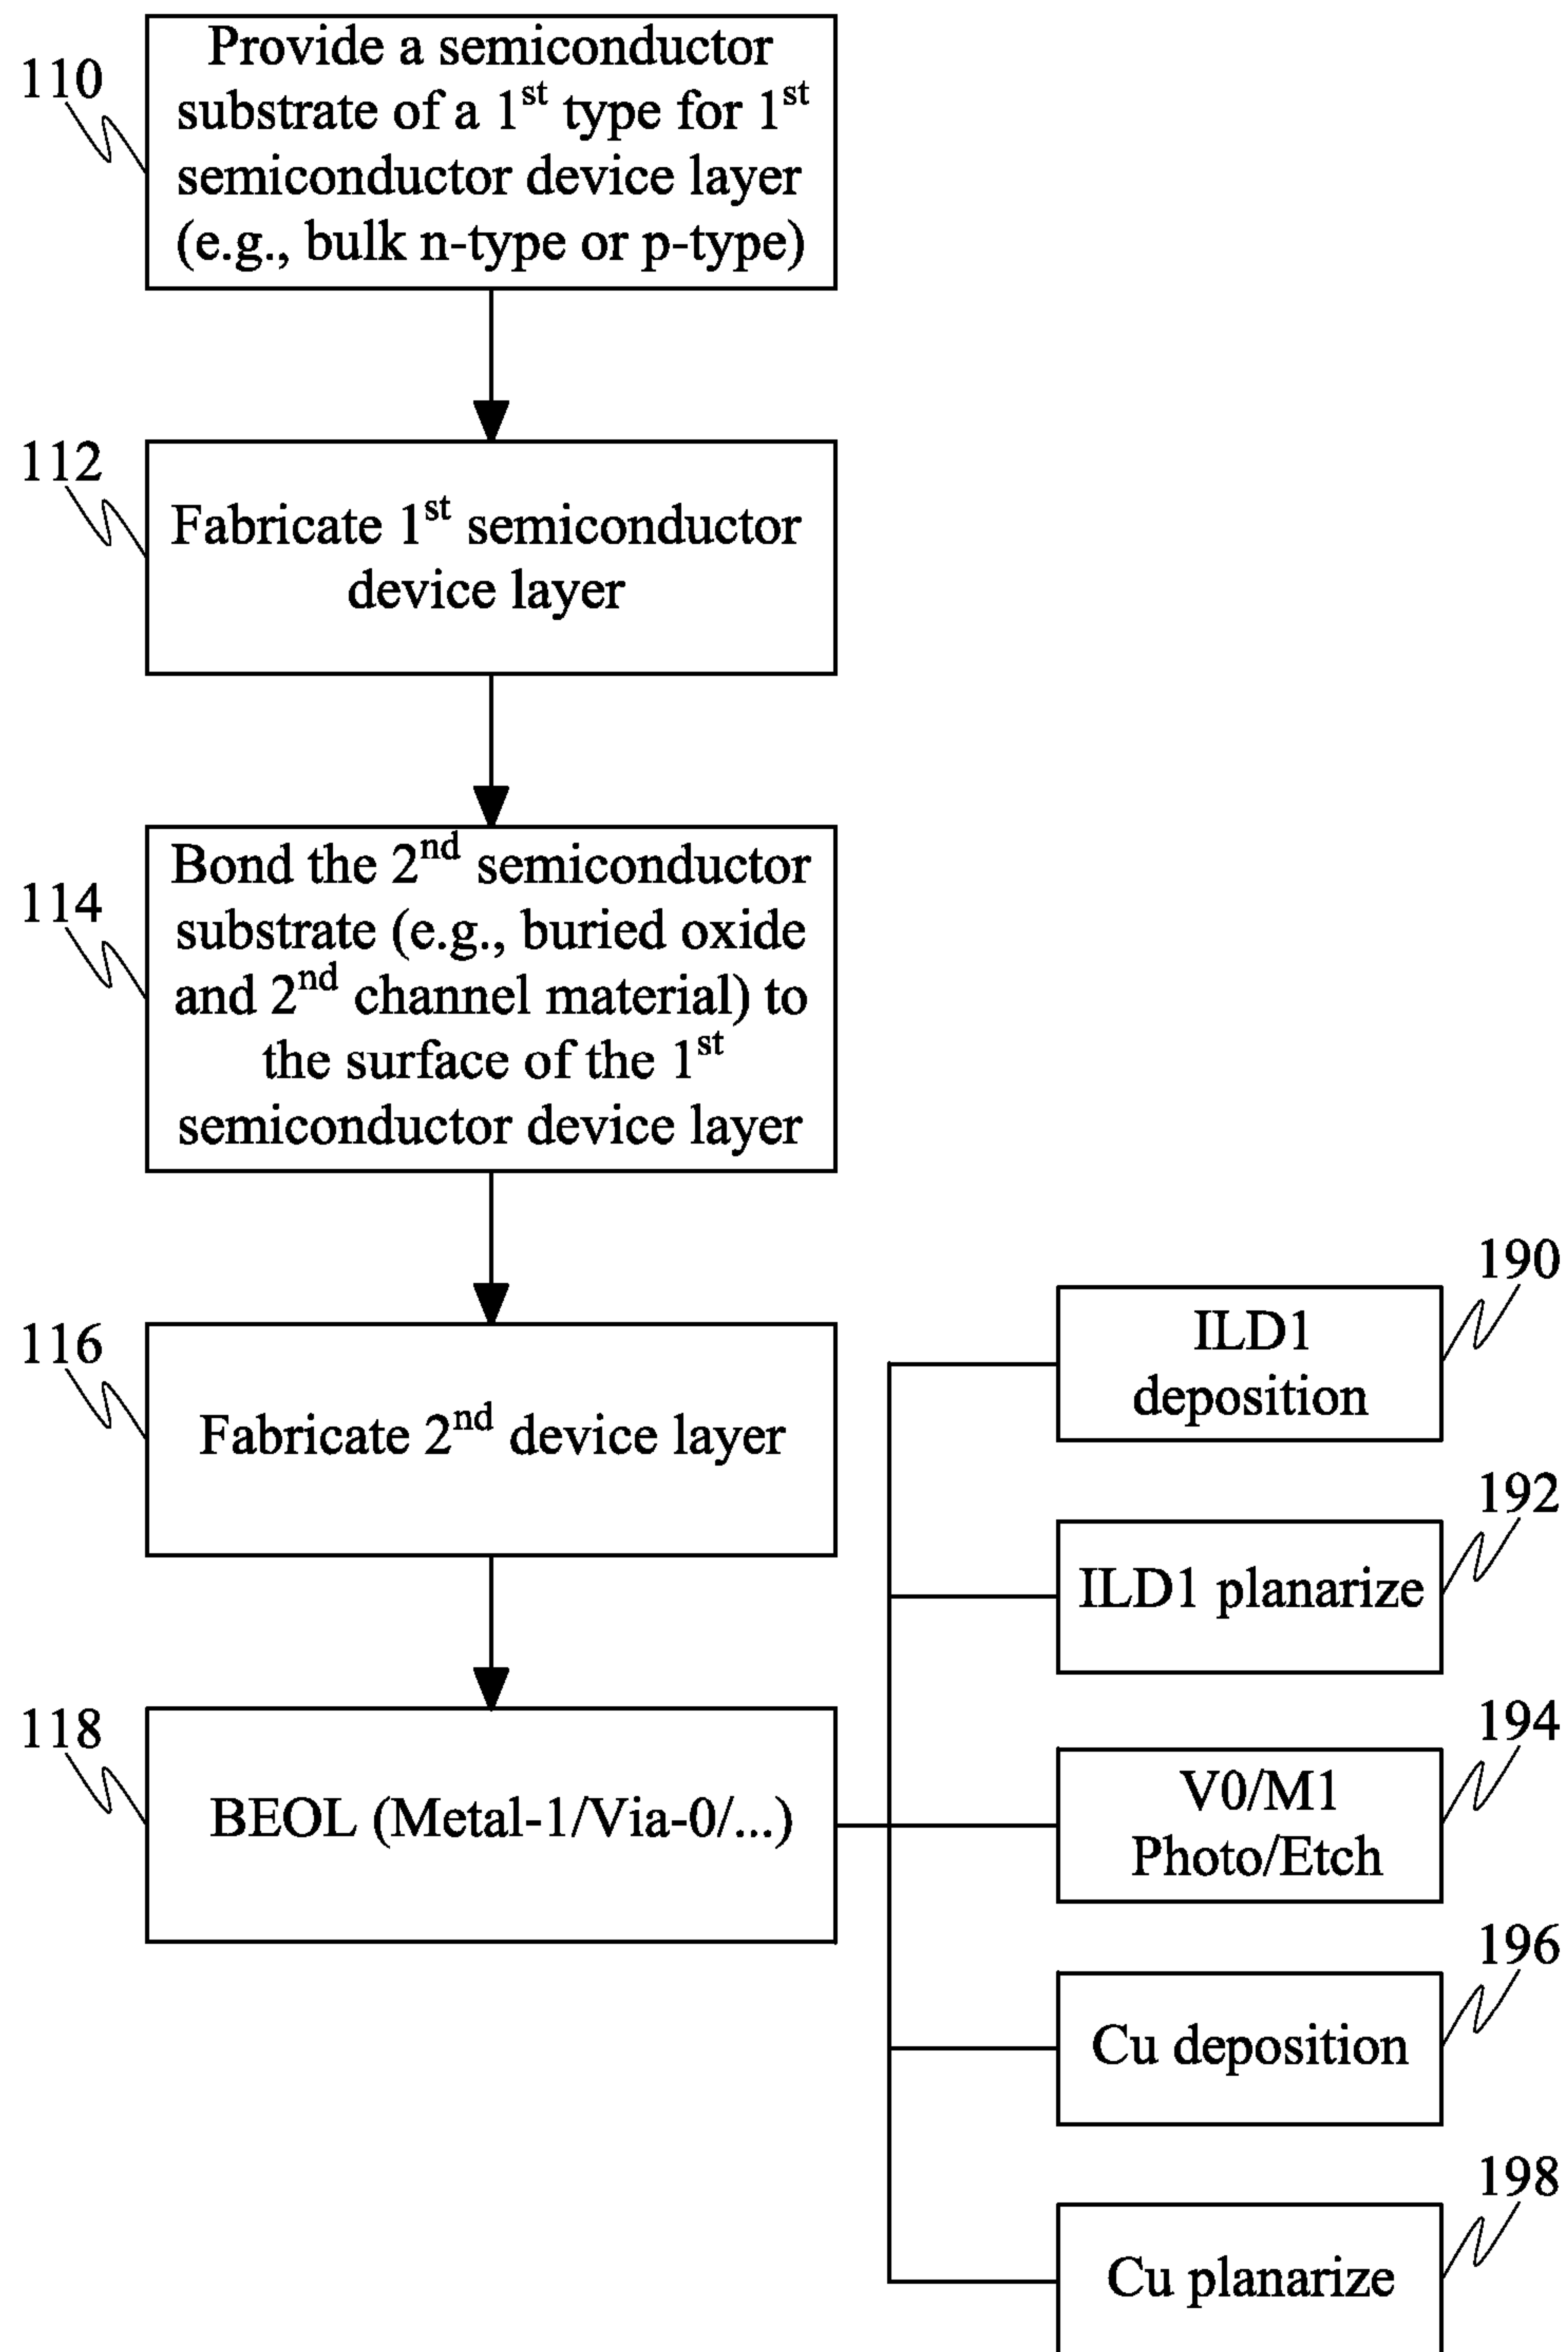 110
Provide a semiconductor
substrate of a 1st type for 1st
semiconductor device layer
(e.g., bulk n-type or p-type)
112
Fabricate 1st semiconductor
device layer
114
Bond the 2nd semiconductor
substrate (e.g., buried oxide
and 2nd channel material) to
the surface of the 1st
semiconductor device layer
116
Fabricate 2nd device layer
118
BEOL (Metal-1/Via-0/...)
190
ILD1
deposition
192
ILD1 planarize
194
V0/M1
Photo/Etch
196
Cu deposition
198
Cu planarize